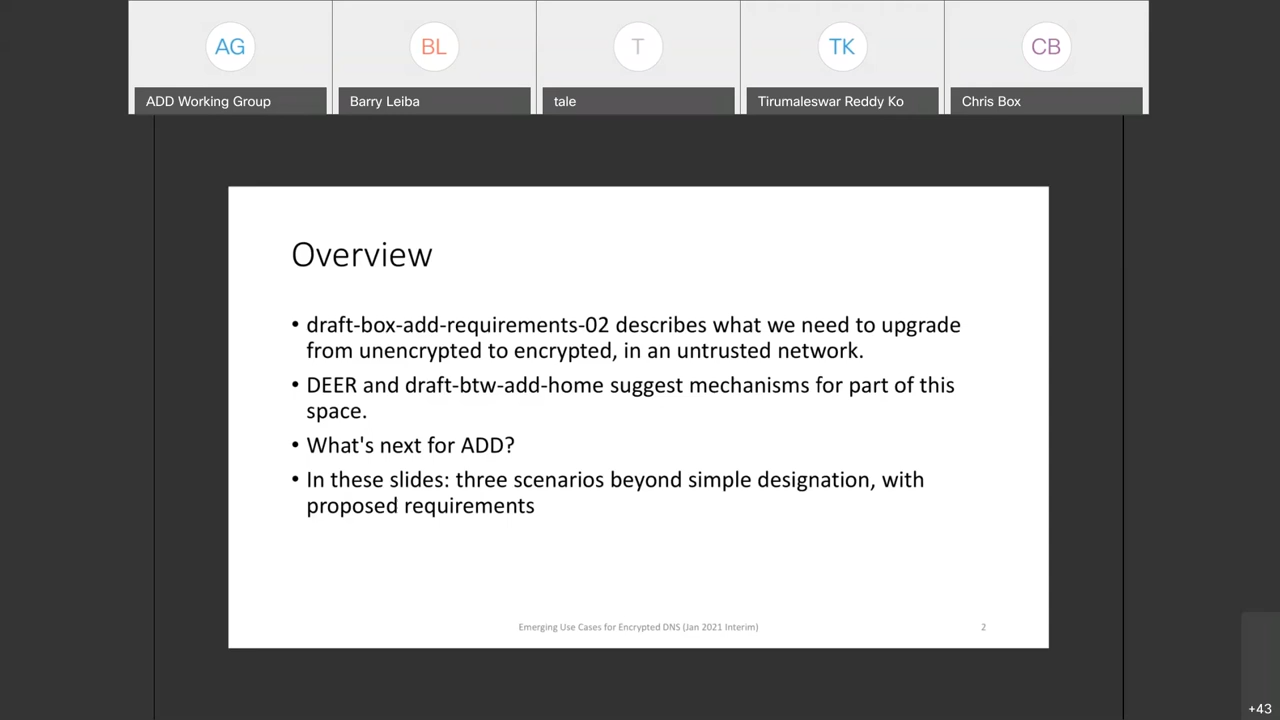 AG
BL
T
TK
CB
ADD Working Group
Barry Leiba
tale
Tirumaleswar Reddy Ko
Chris Box
Overview
• draft-box-add-requirements-02 describes what we need to upgrade
from unencrypted to encrypted, in an untrusted network.
• DEER and draft-btw-add-home suggest mechanisms for part of this
space.
• What's next for ADD?
• In these slides: three scenarios beyond simple designation, with
proposed requirements
Emerging Use Cases for Encrypted DNS (Jan 2021 Interim)
2
+43